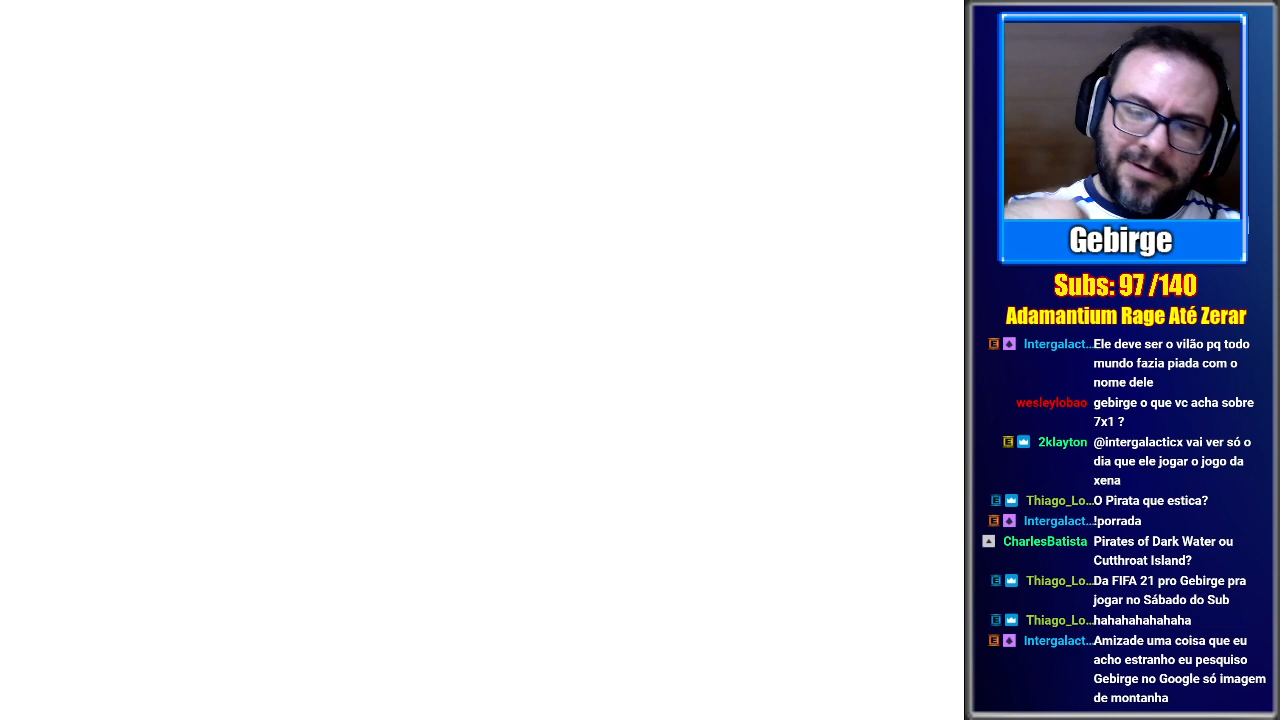 Gebirge
Subs: 97 /140
Adamantium Rage Até Zerar
E Intergalact... Ele deve ser o vilão pq todo
mundo fazia piada com o
nome dele
wesleylobao gebirge o que vc acha sobre
7x1 ?
E 2klayton @intergalacticx vai ver só o
dia que ele jogar o jogo da
xena
E Thiago_Lo... O Pirata que estica?
E Intergalact... !porrada
CharlesBatista Pirates of Dark Water ou
Cutthroat Island?
E Thiago_Lo... Da FIFA 21 pro Gebirge pra
jogar no Sábado do Sub
E Thiago_Lo... hahahahahahaha
E Intergalact... Amizade uma coisa que eu
acho estranho eu pesquiso
Gebirge no Google só imagem
de montanha